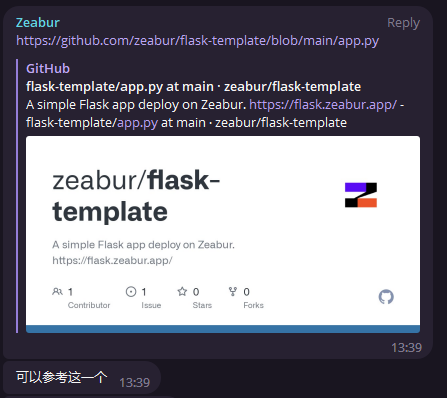 Zeabur
Reply
https://github.com/zeabur/flask-template/blob/main/app.py
GitHub
flask-template/app.py at main · zeabur/flask-template
A simple Flask app deploy on Zeabur. https://flask.zeabur.app/ -
flask-template/app.py at main · zeabur/flask-template
zeabur/flask-
template
A simple Flask app deploy on Zeabur.
https://flask.zeabur.app/
1
Contributor
1
Issue
0
Stars
0
Forks
13:39
可以参考这一个
13:39